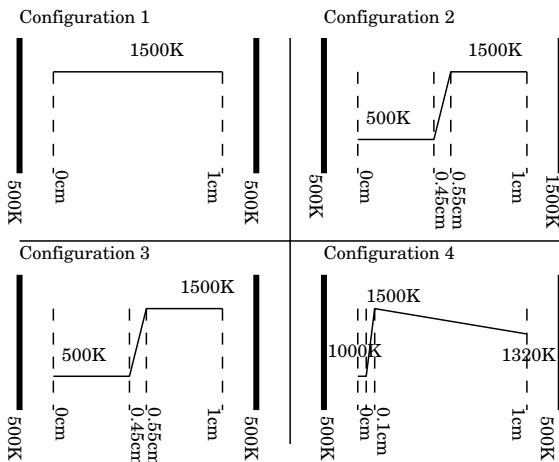 Configuration 1
1500K
500K
0cm
1cm
500K
Configuration 2
1500K
500K
500K
0cm
0.45cm
0.55cm
1cm
1500K
Configuration 3
1500K
500K
500K
0cm
0.45cm
0.55cm
1cm
500K
Configuration 4
1500K
1000K
1320K
500K
0cm
0.1cm
1cm
500K